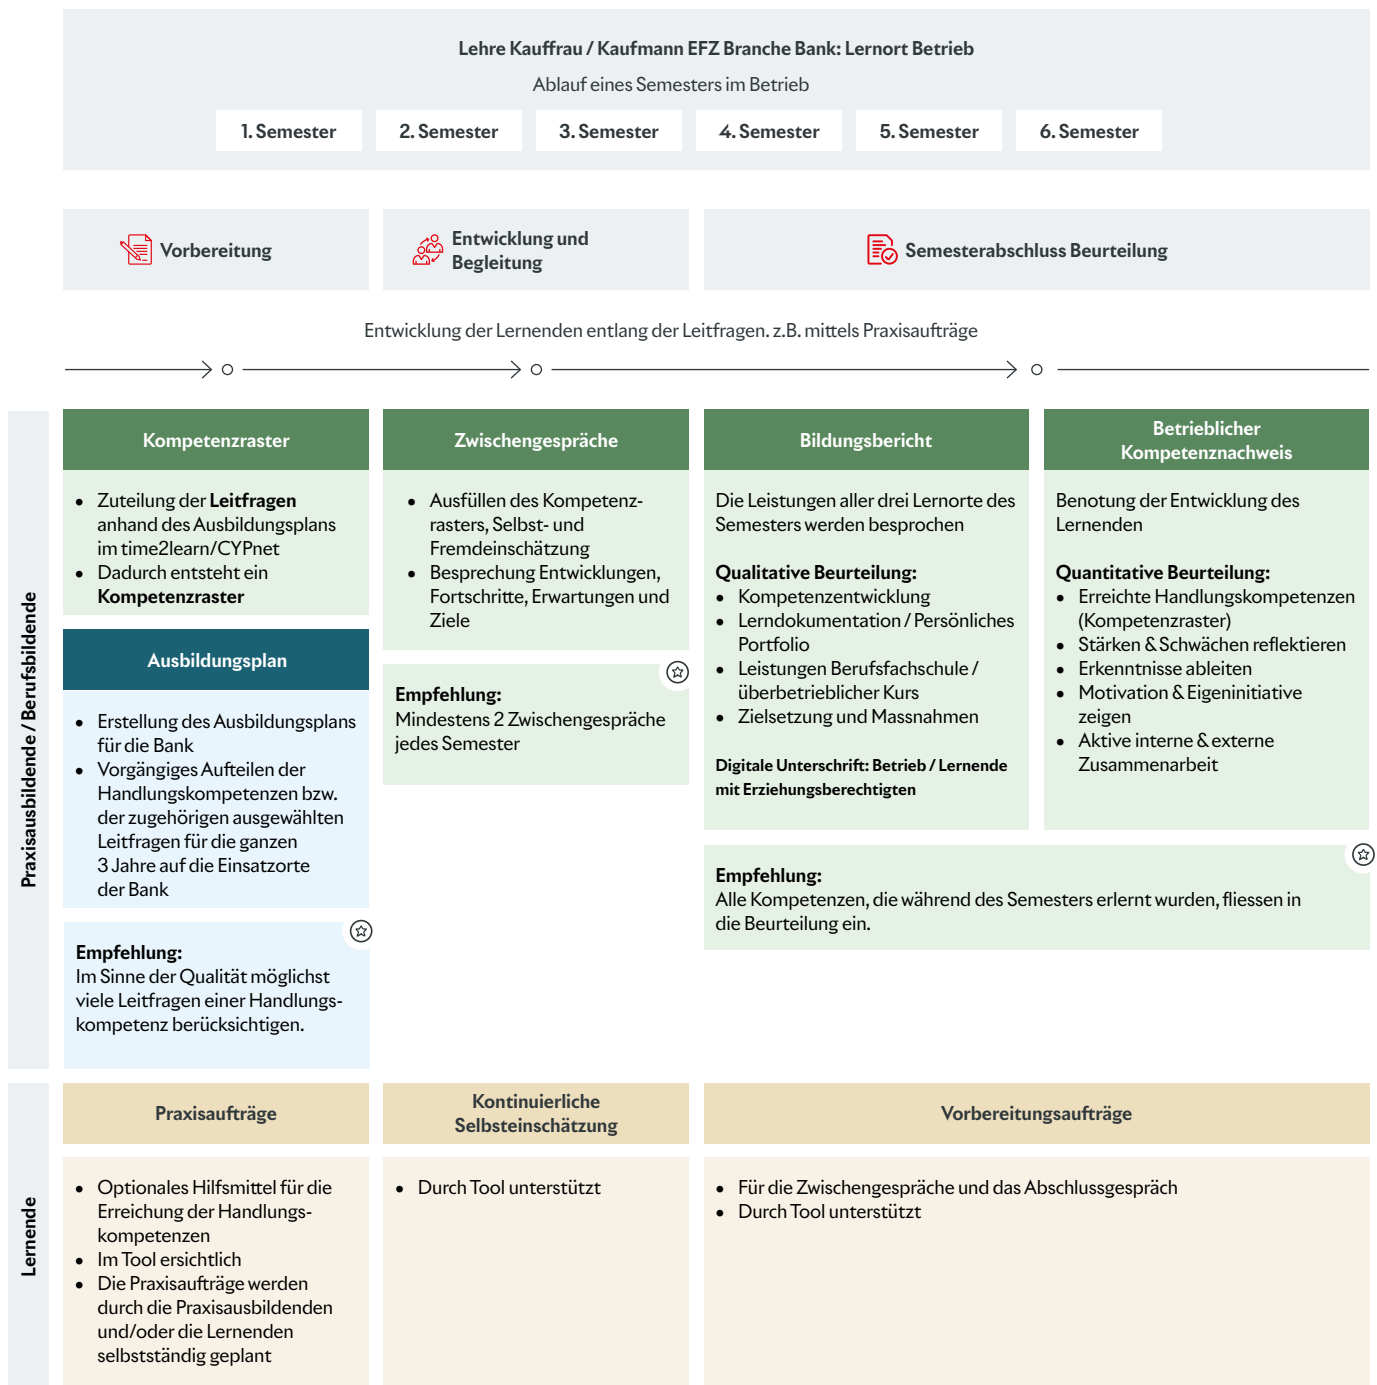 Lehre Kauffrau / Kaufmann EFZ Branche Bank: Lernort Betrieb
Ablauf eines Semesters im Betrieb
1. Semester
2. Semester
3. Semester
4. Semester
5. Semester
6. Semester
Vorbereitung
Entwicklung und
Begleitung
Semesterabschluss Beurteilung
Entwicklung der Lernenden entlang der Leitfragen. z.B. mittels Praxisaufträge
Praxisausbildende / Berufsbildende
Kompetenzraster
• Zuteilung der Leitfragen
anhand des Ausbildungsplans
im time2learn/CYPnet
• Dadurch entsteht ein
Kompetenzraster
Ausbildungsplan
• Erstellung des Ausbildungsplans
für die Bank
• Vorgängiges Aufteilen der
Handlungskompetenzen bzw.
der zugehörigen ausgewählten
Leitfragen für die ganzen
3 Jahre auf die Einsatzorte
der Bank
Empfehlung:
Im Sinne der Qualität möglichst
viele Leitfragen einer Handlungs-
kompetenz berücksichtigen.
Zwischengespräche
• Ausfüllen des Kompetenz-
rasters, Selbst- und
Fremdeinschätzung
• Besprechung Entwicklungen,
Fortschritte, Erwartungen und
Ziele
Empfehlung:
Mindestens 2 Zwischengespräche
jedes Semester
Bildungsbericht
Die Leistungen aller drei Lernorte des
Semesters werden besprochen
Qualitative Beurteilung:
• Kompetenzentwicklung
• Lerndokumentation / Persönliches
Portfolio
• Leistungen Berufsfachschule /
überbetrieblicher Kurs
• Zielsetzung und Massnahmen
Digitale Unterschrift: Betrieb / Lernende
mit Erziehungsberechtigten
Betrieblicher
Kompetenznachweis
Benotung der Entwicklung des
Lernenden
Quantitative Beurteilung:
• Erreichte Handlungskompetenzen
(Kompetenzraster)
• Stärken & Schwächen reflektieren
• Erkenntnisse ableiten
• Motivation & Eigeninitiative
zeigen
• Aktive interne & externe
Zusammenarbeit
Empfehlung:
Alle Kompetenzen, die während des Semesters erlernt wurden, fliessen in
die Beurteilung ein.
Lernende
Praxisaufträge
• Optionales Hilfsmittel für die
Erreichung der Handlungs-
kompetenzen
• Im Tool ersichtlich
• Die Praxisaufträge werden
durch die Praxisausbildenden
und/oder die Lernenden
selbstständig geplant
Kontinuierliche
Selbsteinschätzung
• Durch Tool unterstützt
Vorbereitungsaufträge
• Für die Zwischengespräche und das Abschlussgespräch
• Durch Tool unterstützt